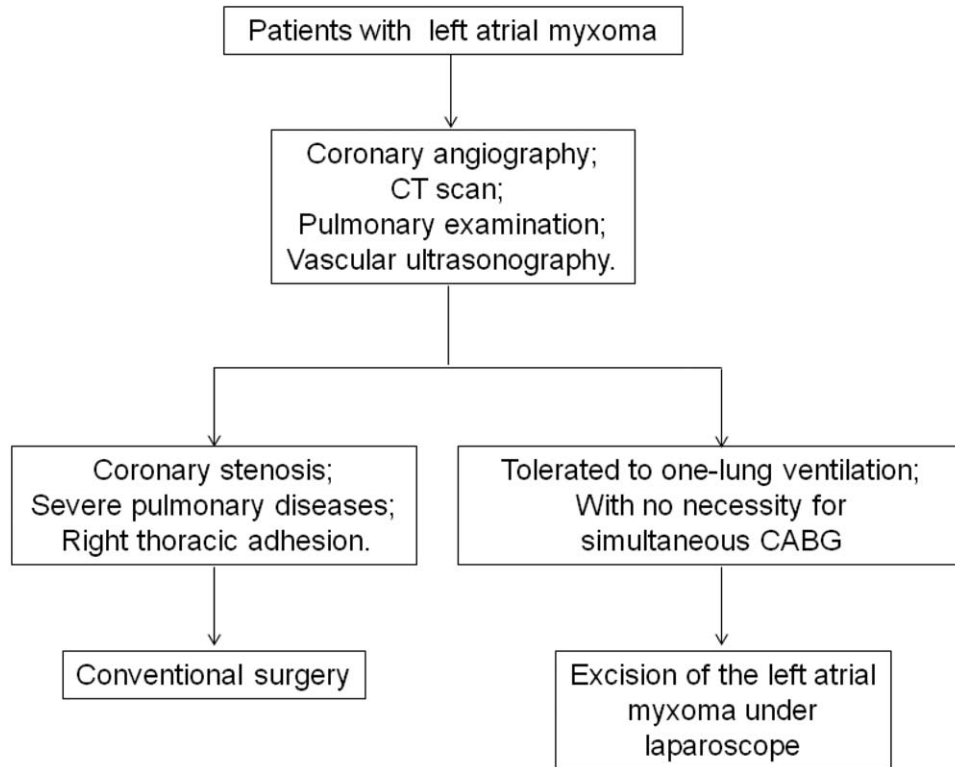 Patients with left atrial myxoma
Coronary angiography;
CT scan;
Pulmonary examination;
Vascular ultrasonography.
Coronary stenosis;
Severe pulmonary diseases;
Right thoracic adhesion.
Tolerated to one-lung ventilation;
With no necessity for
simultaneous CABG
Conventional surgery
Excision of the left atrial
myxoma under
laparoscope